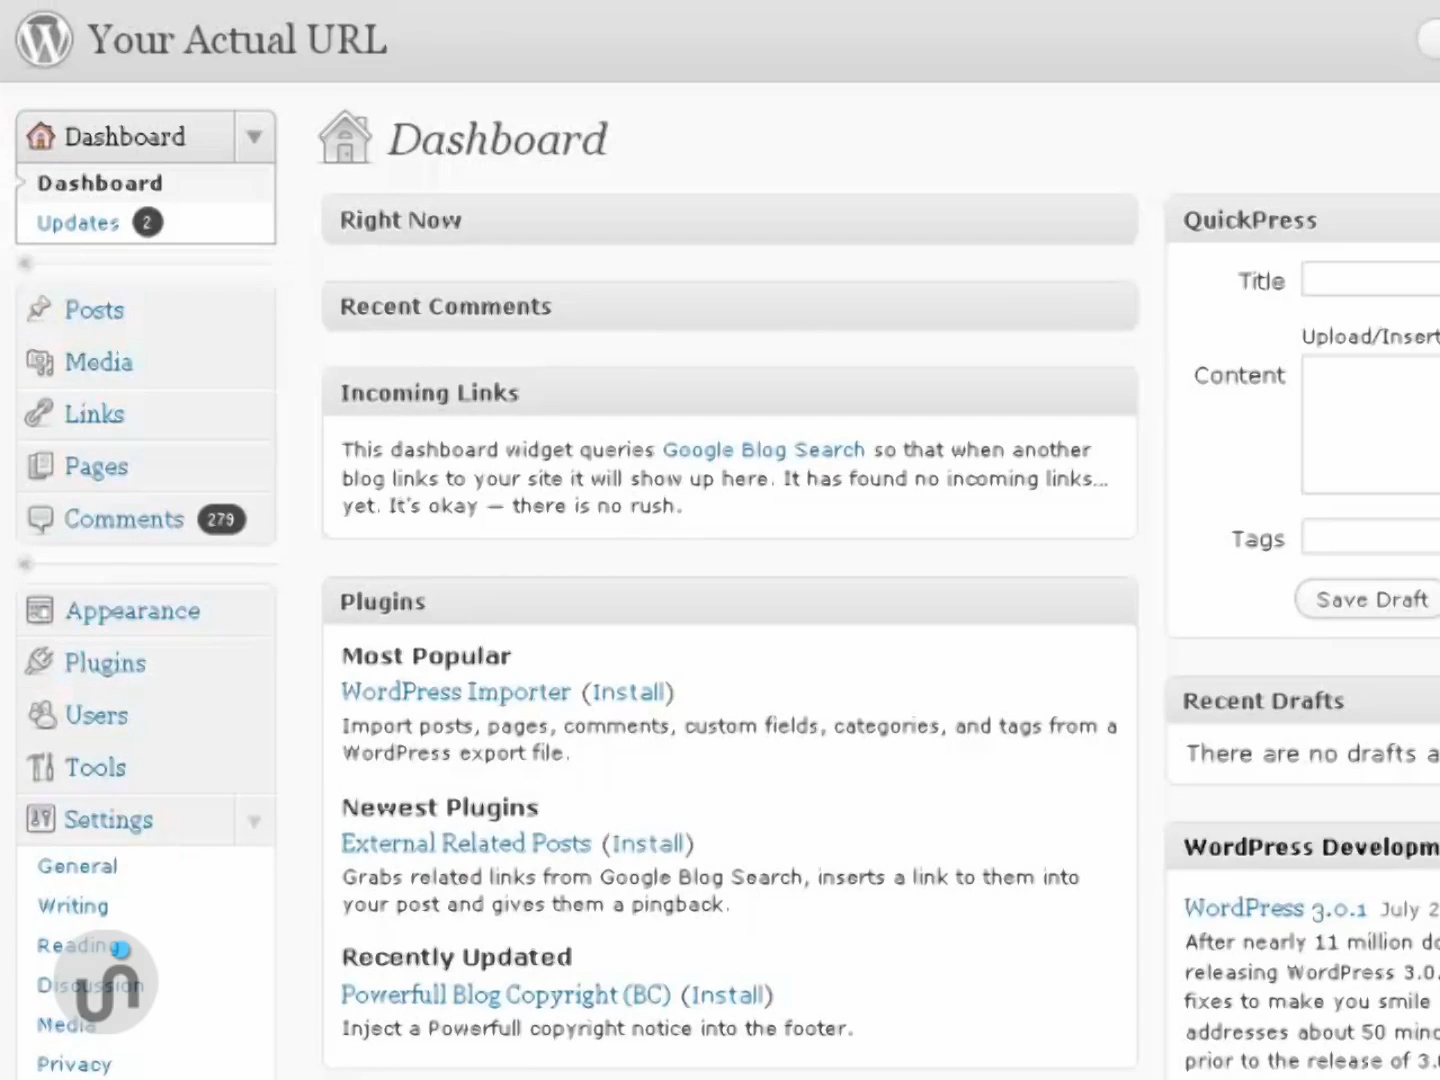 Your Actual URL
Dashboard
Dashboard
Updates 2
Posts
Media
Links
Pages
Comments 279
Appearance
Plugins
Users
Tools
Settings
General
Writing
Reading
Discussion
Media
Privacy
Dashboard
Right Now
Recent Comments
Incoming Links
This dashboard widget queries Google Blog Search so that when another
blog links to your site it will show up here. It has found no incoming links...
yet. It's okay — there is no rush.
Plugins
Most Popular
WordPress Importer (Install)
Import posts, pages, comments, custom fields, categories, and tags from a
WordPress export file.
Newest Plugins
External Related Posts (Install)
Grabs related links from Google Blog Search, inserts a link to them into
your post and gives them a pingback.
Recently Updated
Powerfull Blog Copyright (BC) (Install)
Inject a Powerfull copyright notice into the footer.
QuickPress
Title
Upload/Insert
Content
Tags
Save Draft
Recent Drafts
There are no drafts a
WordPress Developm
WordPress 3.0.1 July 2
After nearly 11 million do
releasing WordPress 3.0.
fixes to make you smile
addresses about 50 mino
prior to the release of 3.